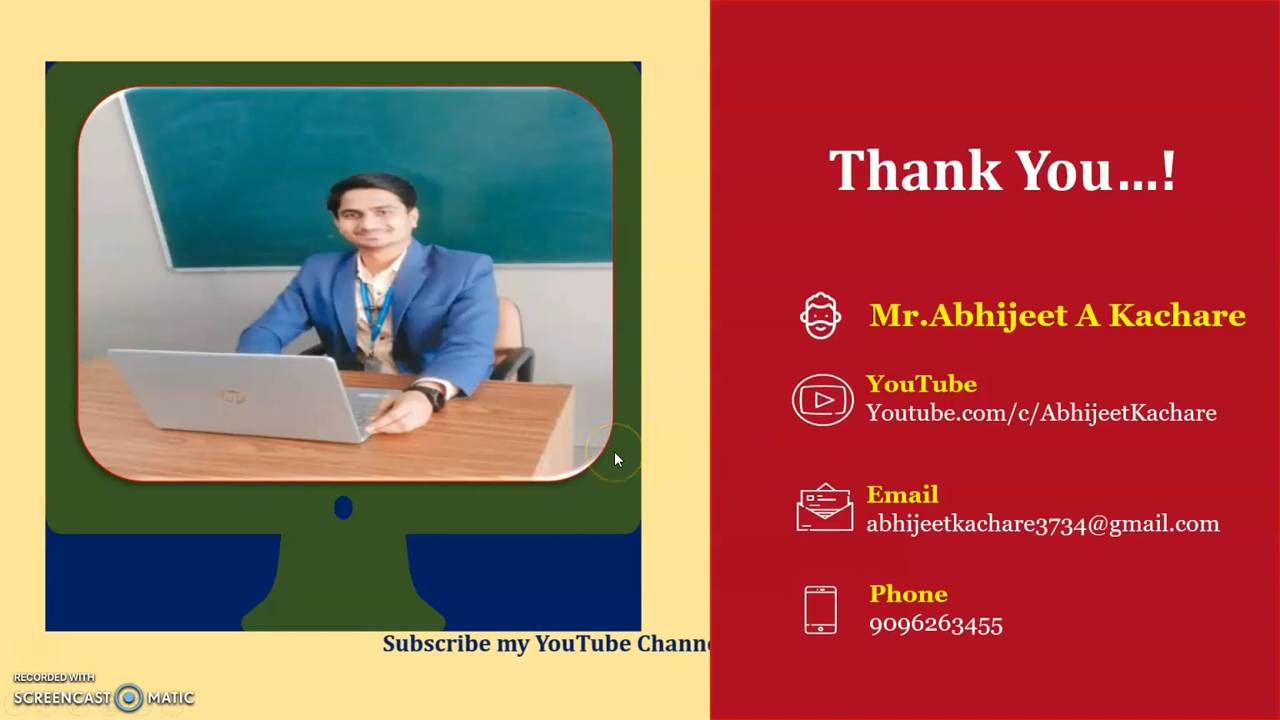 Thank You...!
Mr.Abhijeet A Kachare
YouTube
Youtube.com/c/AbhijeetKachare
Email
abhijeetkachare3734@gmail.com
Phone
9096263455
hp
Subscribe my YouTube Chann
RECORDED WITH
SCREENCAST MATIC